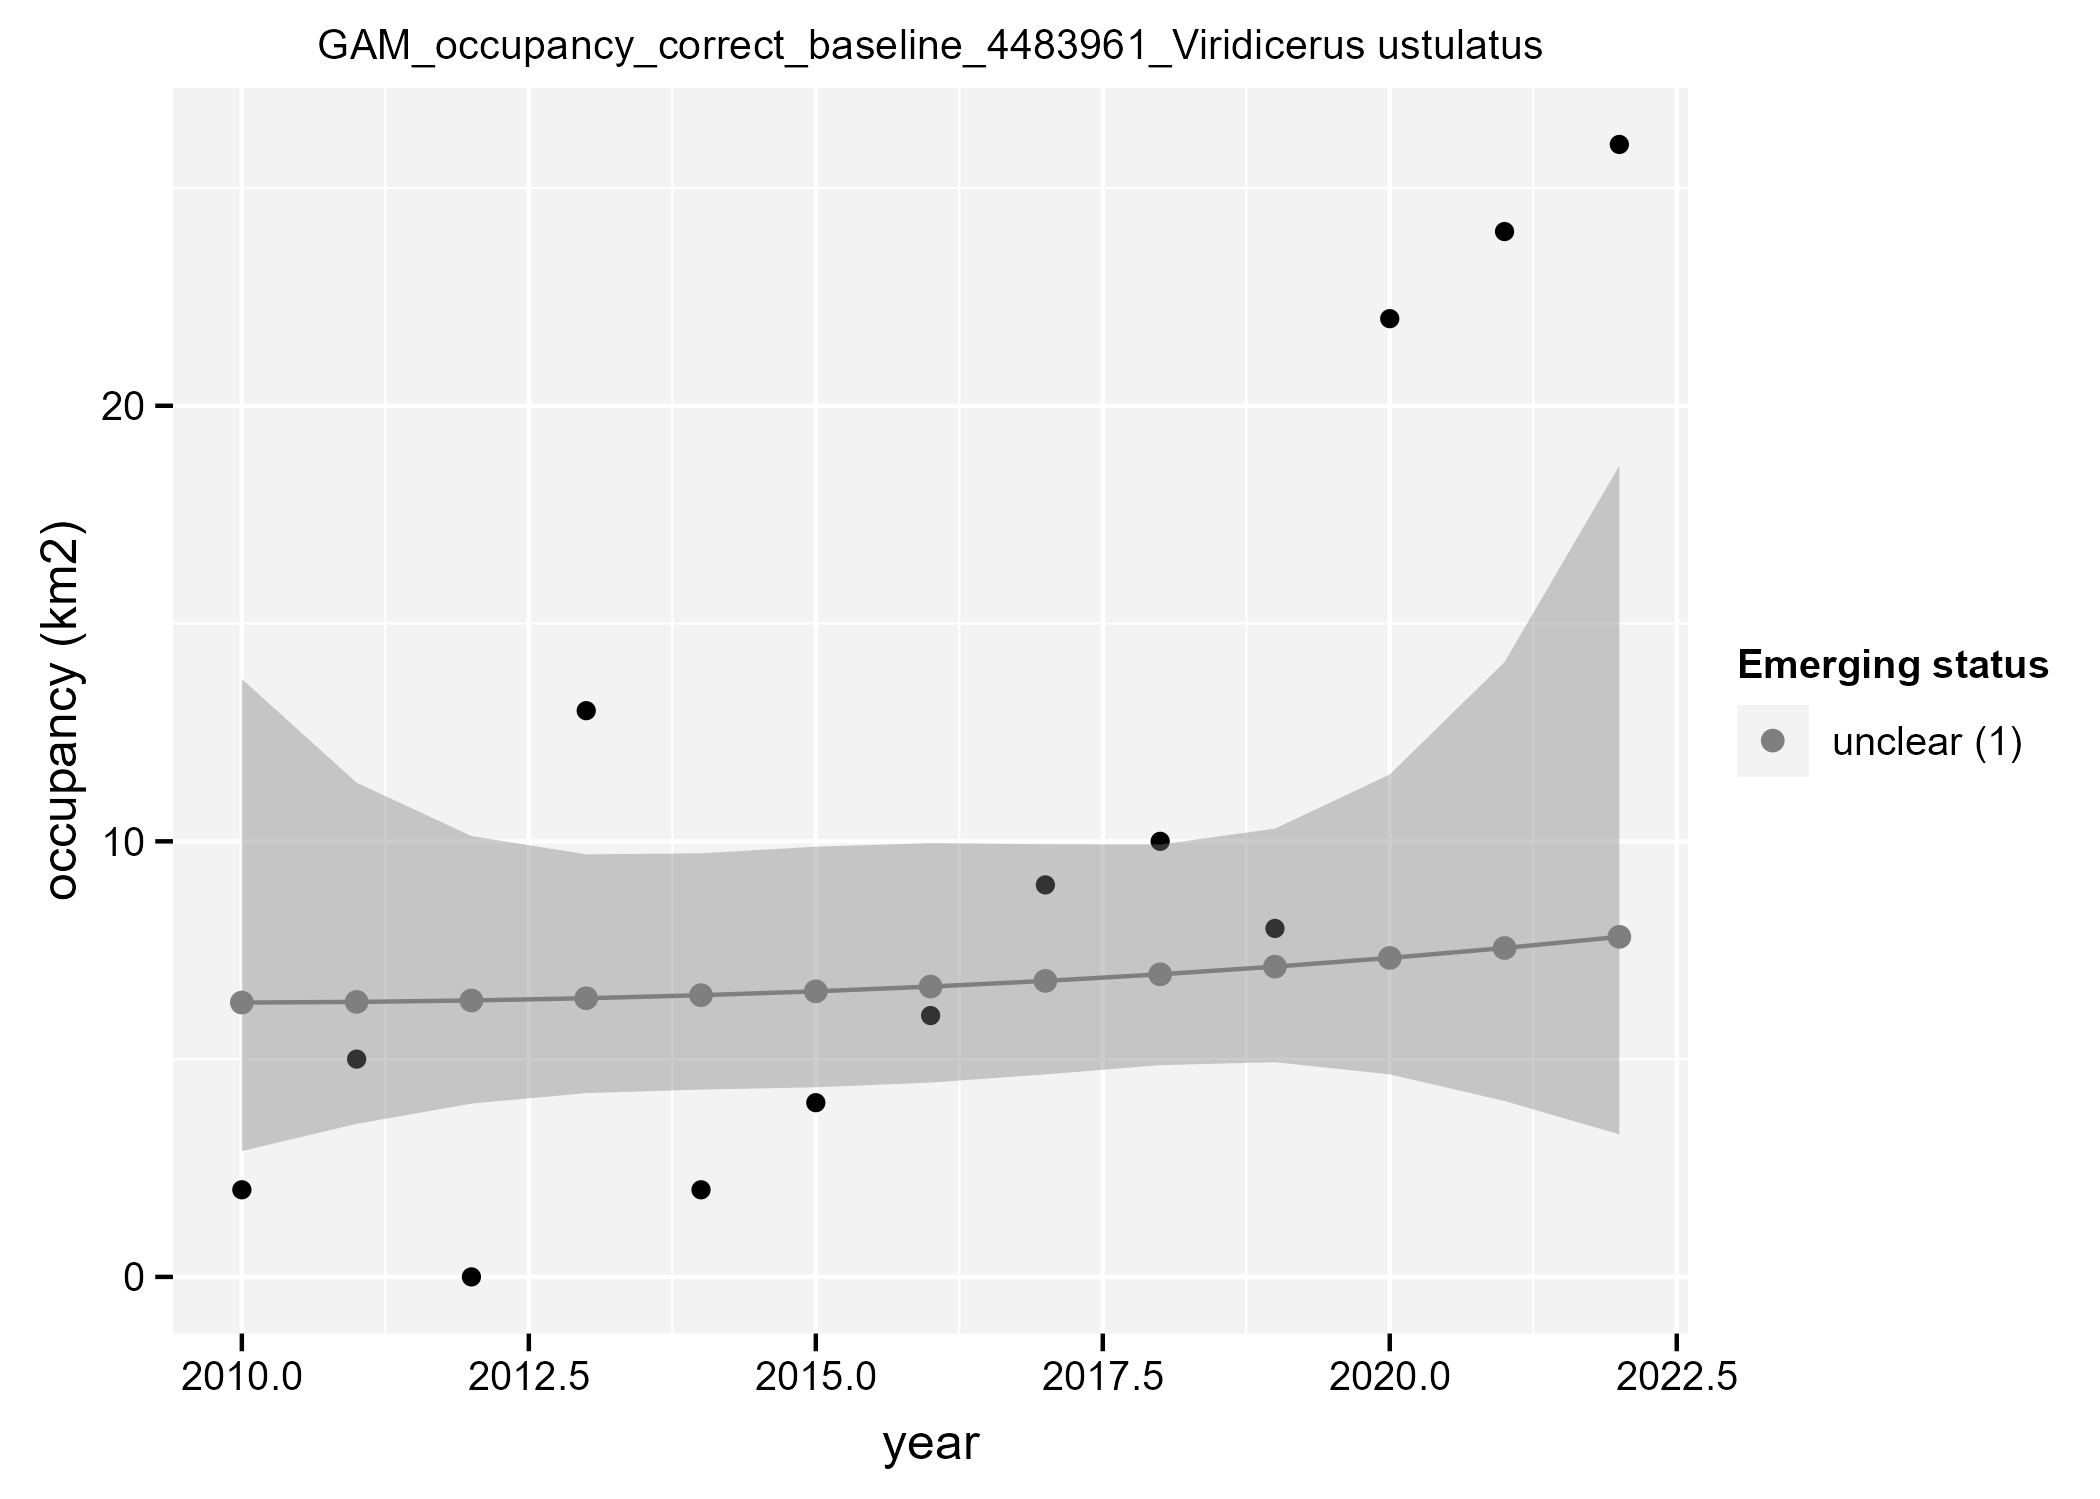 GAM_occupancy_correct_baseline_4483961_Viridicerus ustulatus
occupancy (km2)
20
10
0
2010.0 2012.5 2015.0 2017.5 2020.0 2022.5
year
Emerging status
unclear (1)